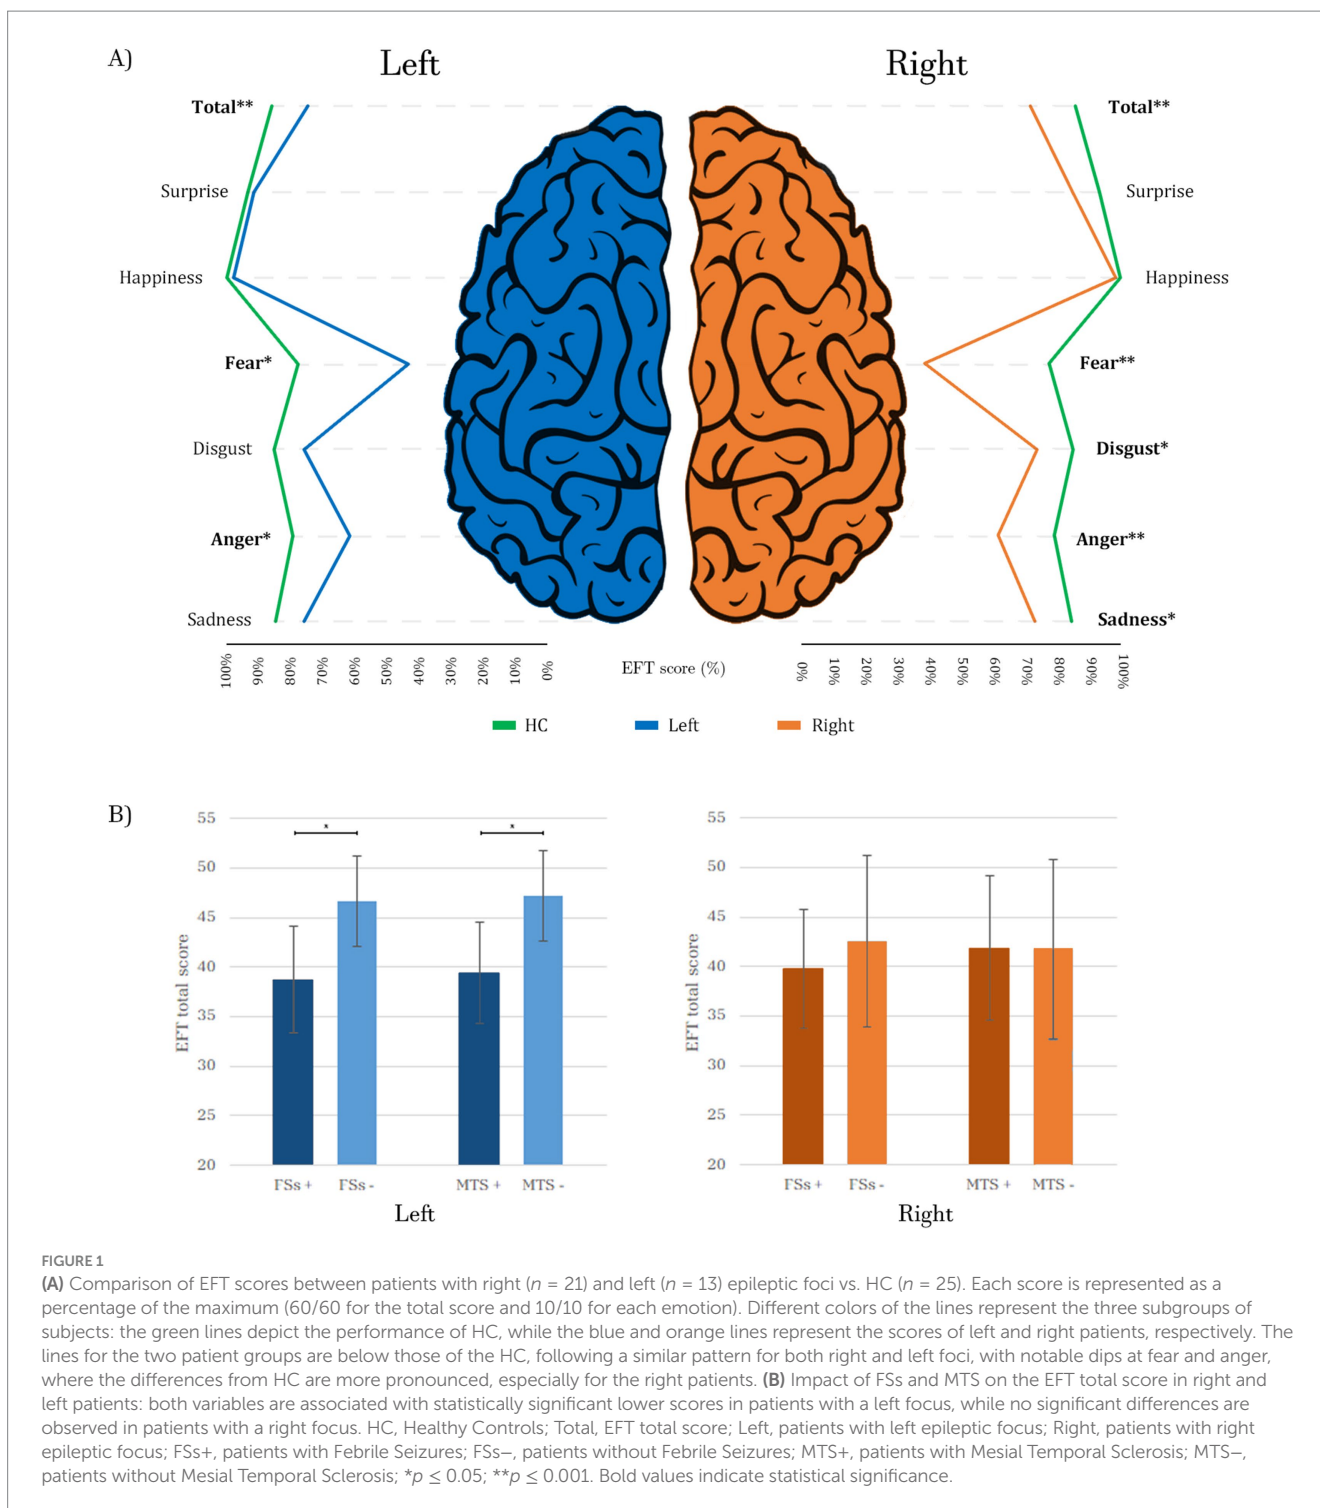 A)
Left
Right
Total**
Surprise
Happiness
Fear*
Disgust
Anger*
Sadness
Total**
Surprise
Happiness
Fear**
Disgust*
Anger**
Sadness*
100% 90% 80% 70% 60% 50% 40% 30% 20% 10% 0%
EFT score (%)
0% 10% 20% 30% 40% 50% 60% 70% 80% 90% 100%
HC Left Right
B)
EFT total score
55
50
45
40
35
30
25
20
* *
FSs + FSs - MTS + MTS -
Left
EFT total score
55
50
45
40
35
30
25
20
FSs + FSs - MTS + MTS -
Right
FIGURE 1
(A) Comparison of EFT scores between patients with right (n = 21) and left (n = 13) epileptic foci vs. HC (n = 25). Each score is represented as a
percentage of the maximum (60/60 for the total score and 10/10 for each emotion). Different colors of the lines represent the three subgroups of
subjects: the green lines depict the performance of HC, while the blue and orange lines represent the scores of left and right patients, respectively. The
lines for the two patient groups are below those of the HC, following a similar pattern for both right and left foci, with notable dips at fear and anger,
where the differences from HC are more pronounced, especially for the right patients. (B) Impact of FSs and MTS on the EFT total score in right and
left patients: both variables are associated with statistically significant lower scores in patients with a left focus, while no significant differences are
observed in patients with a right focus. HC, Healthy Controls; Total, EFT total score; Left, patients with left epileptic focus; Right, patients with right
epileptic focus; FSs+, patients with Febrile Seizures; FSs−, patients without Febrile Seizures; MTS+, patients with Mesial Temporal Sclerosis; MTS−,
patients without Mesial Temporal Sclerosis; *p ≤ 0.05; **p ≤ 0.001. Bold values indicate statistical significance.